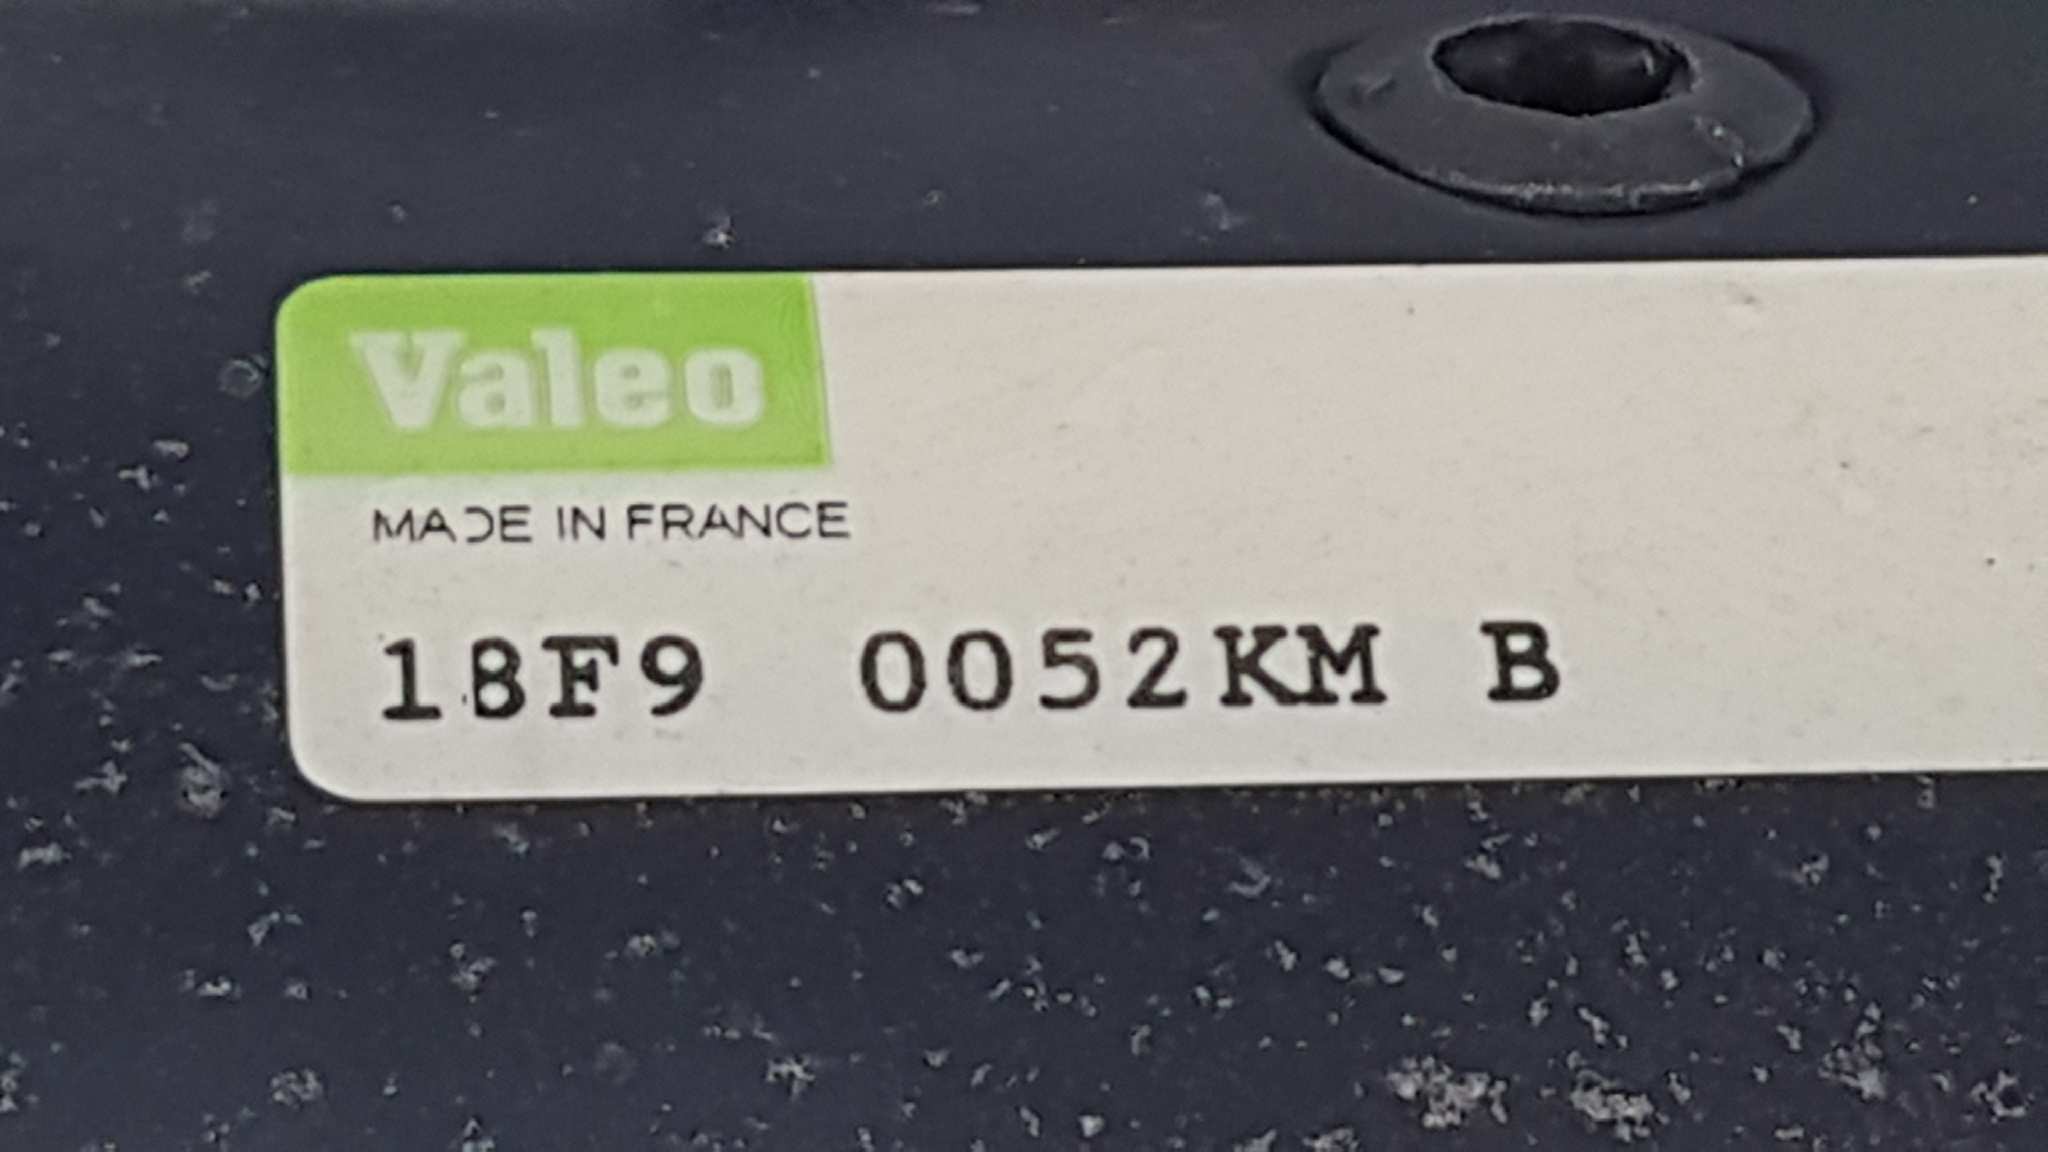 Valeo
MADE IN FRANCE
18F9 0052KM B